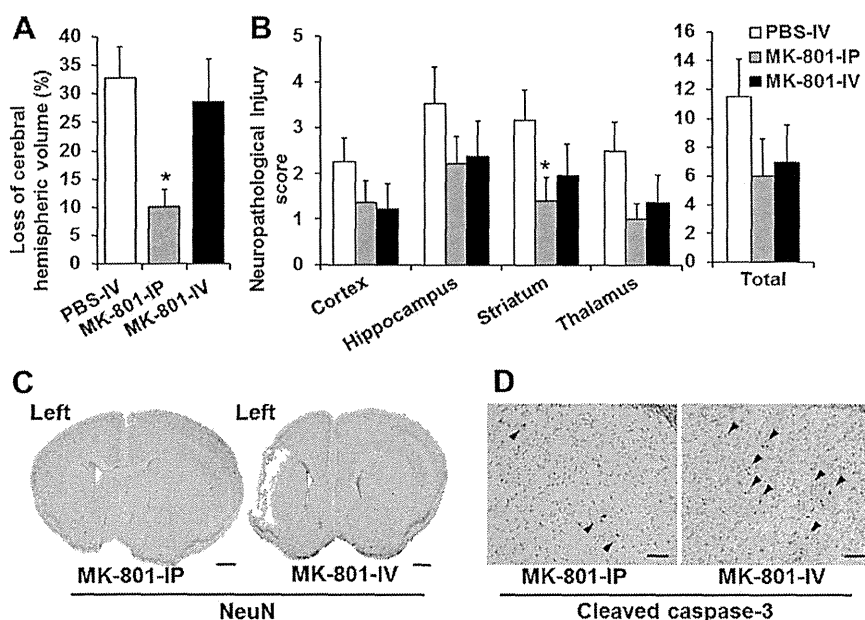 A
Loss of cerebral
hemispheric volume (%)
40
35
30
25
20
15
10
5
0
*
PBS-IV
MK-801-IP
MK-801-IV
B
Neuropathological Injury
score
5
4
3
2
1
0
*
Cortex
Hippocampus
Striatum
Thalamus
16
14
12
10
8
6
4
2
0
Total
PBS-IV
MK-801-IP
MK-801-IV
C
Left
Left
MK-801-IP
MK-801-IV
NeuN
D
MK-801-IP
MK-801-IV
Cleaved caspase-3